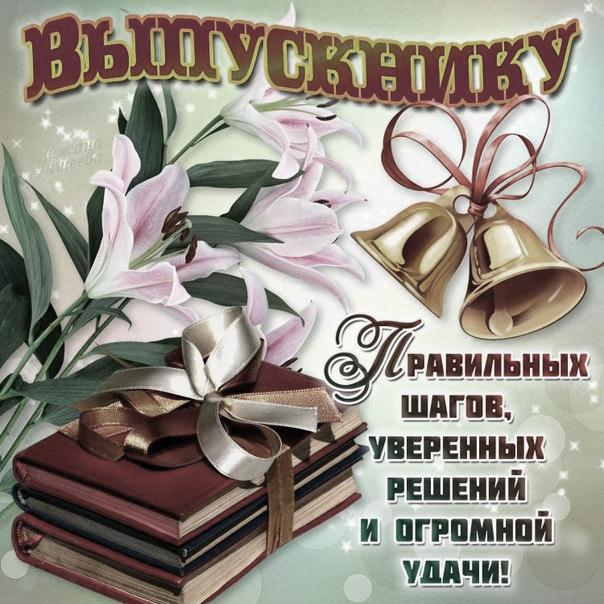 Выпускнику
Правильных
шагов,
уверенных
решений
и огромной
удачи!